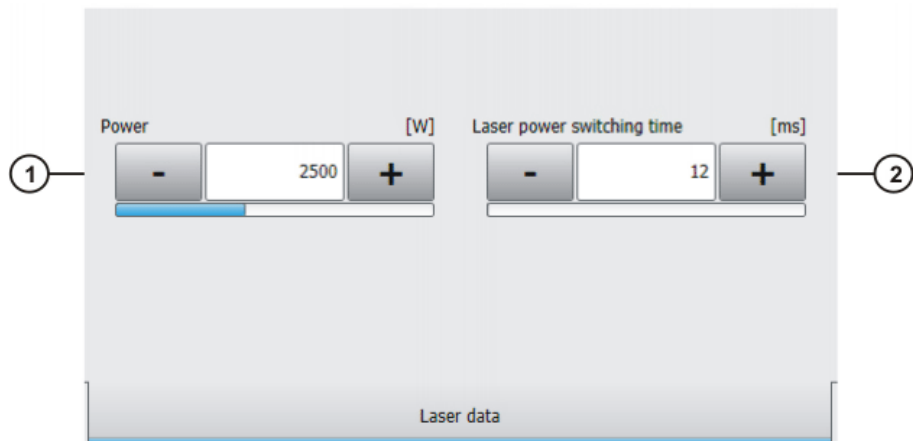 Power [W] Laser power switching time [ms]
1 - 2500 + - 12 + 2
Laser data